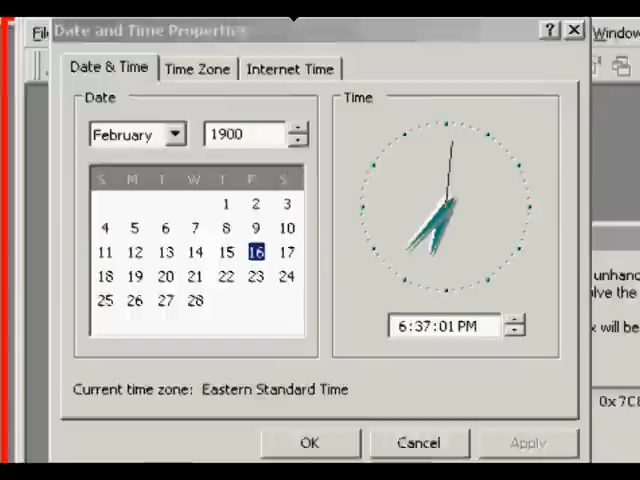 File
Date and Time Properties
? X
Window
Date & Time
Time Zone
Internet Time
Date
Time
February
1900
S M T W T F S
1 2 3
4 5 6 7 8 9 10
11 12 13 14 15 16 17
18 19 20 21 22 23 24
25 26 27 28
6:37:01 PM
unhand
lve the
will be
Current time zone: Eastern Standard Time
0x7C8
OK
Cancel
Apply